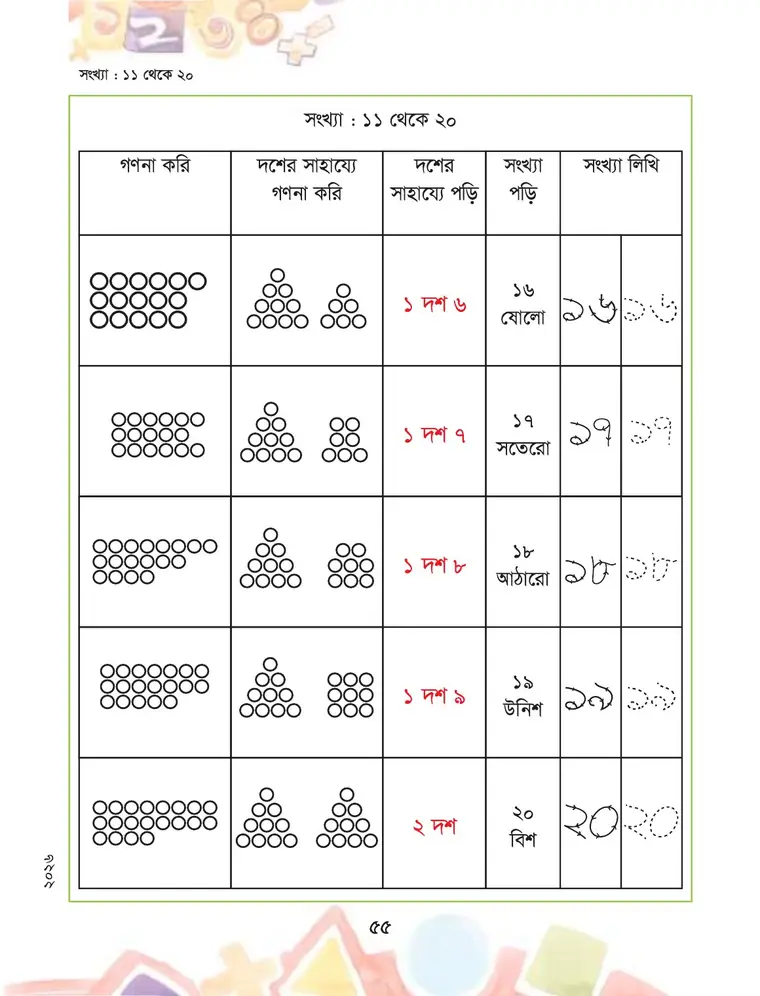 সংখ্যা : ১১ থেকে ২০
সংখ্যা : ১১ থেকে ২০
গণনা করি
দশের সাহায্যে
গণনা করি
দশের
সাহায্যে পড়ি
সংখ্যা
পড়ি
সংখ্যা লিখি
১ দশ ৬
১৬
ষোলো
১৬ ১৬
১ দশ ৭
১৭
সতেরো
১৭ ১৭
১ দশ ৮
১৮
আঠারো
১৮ ১৮
১ দশ ৯
১৯
উনিশ
১৯ ১৯
২ দশ
২০
বিশ
২০ ২০
২০২৬
৫৫